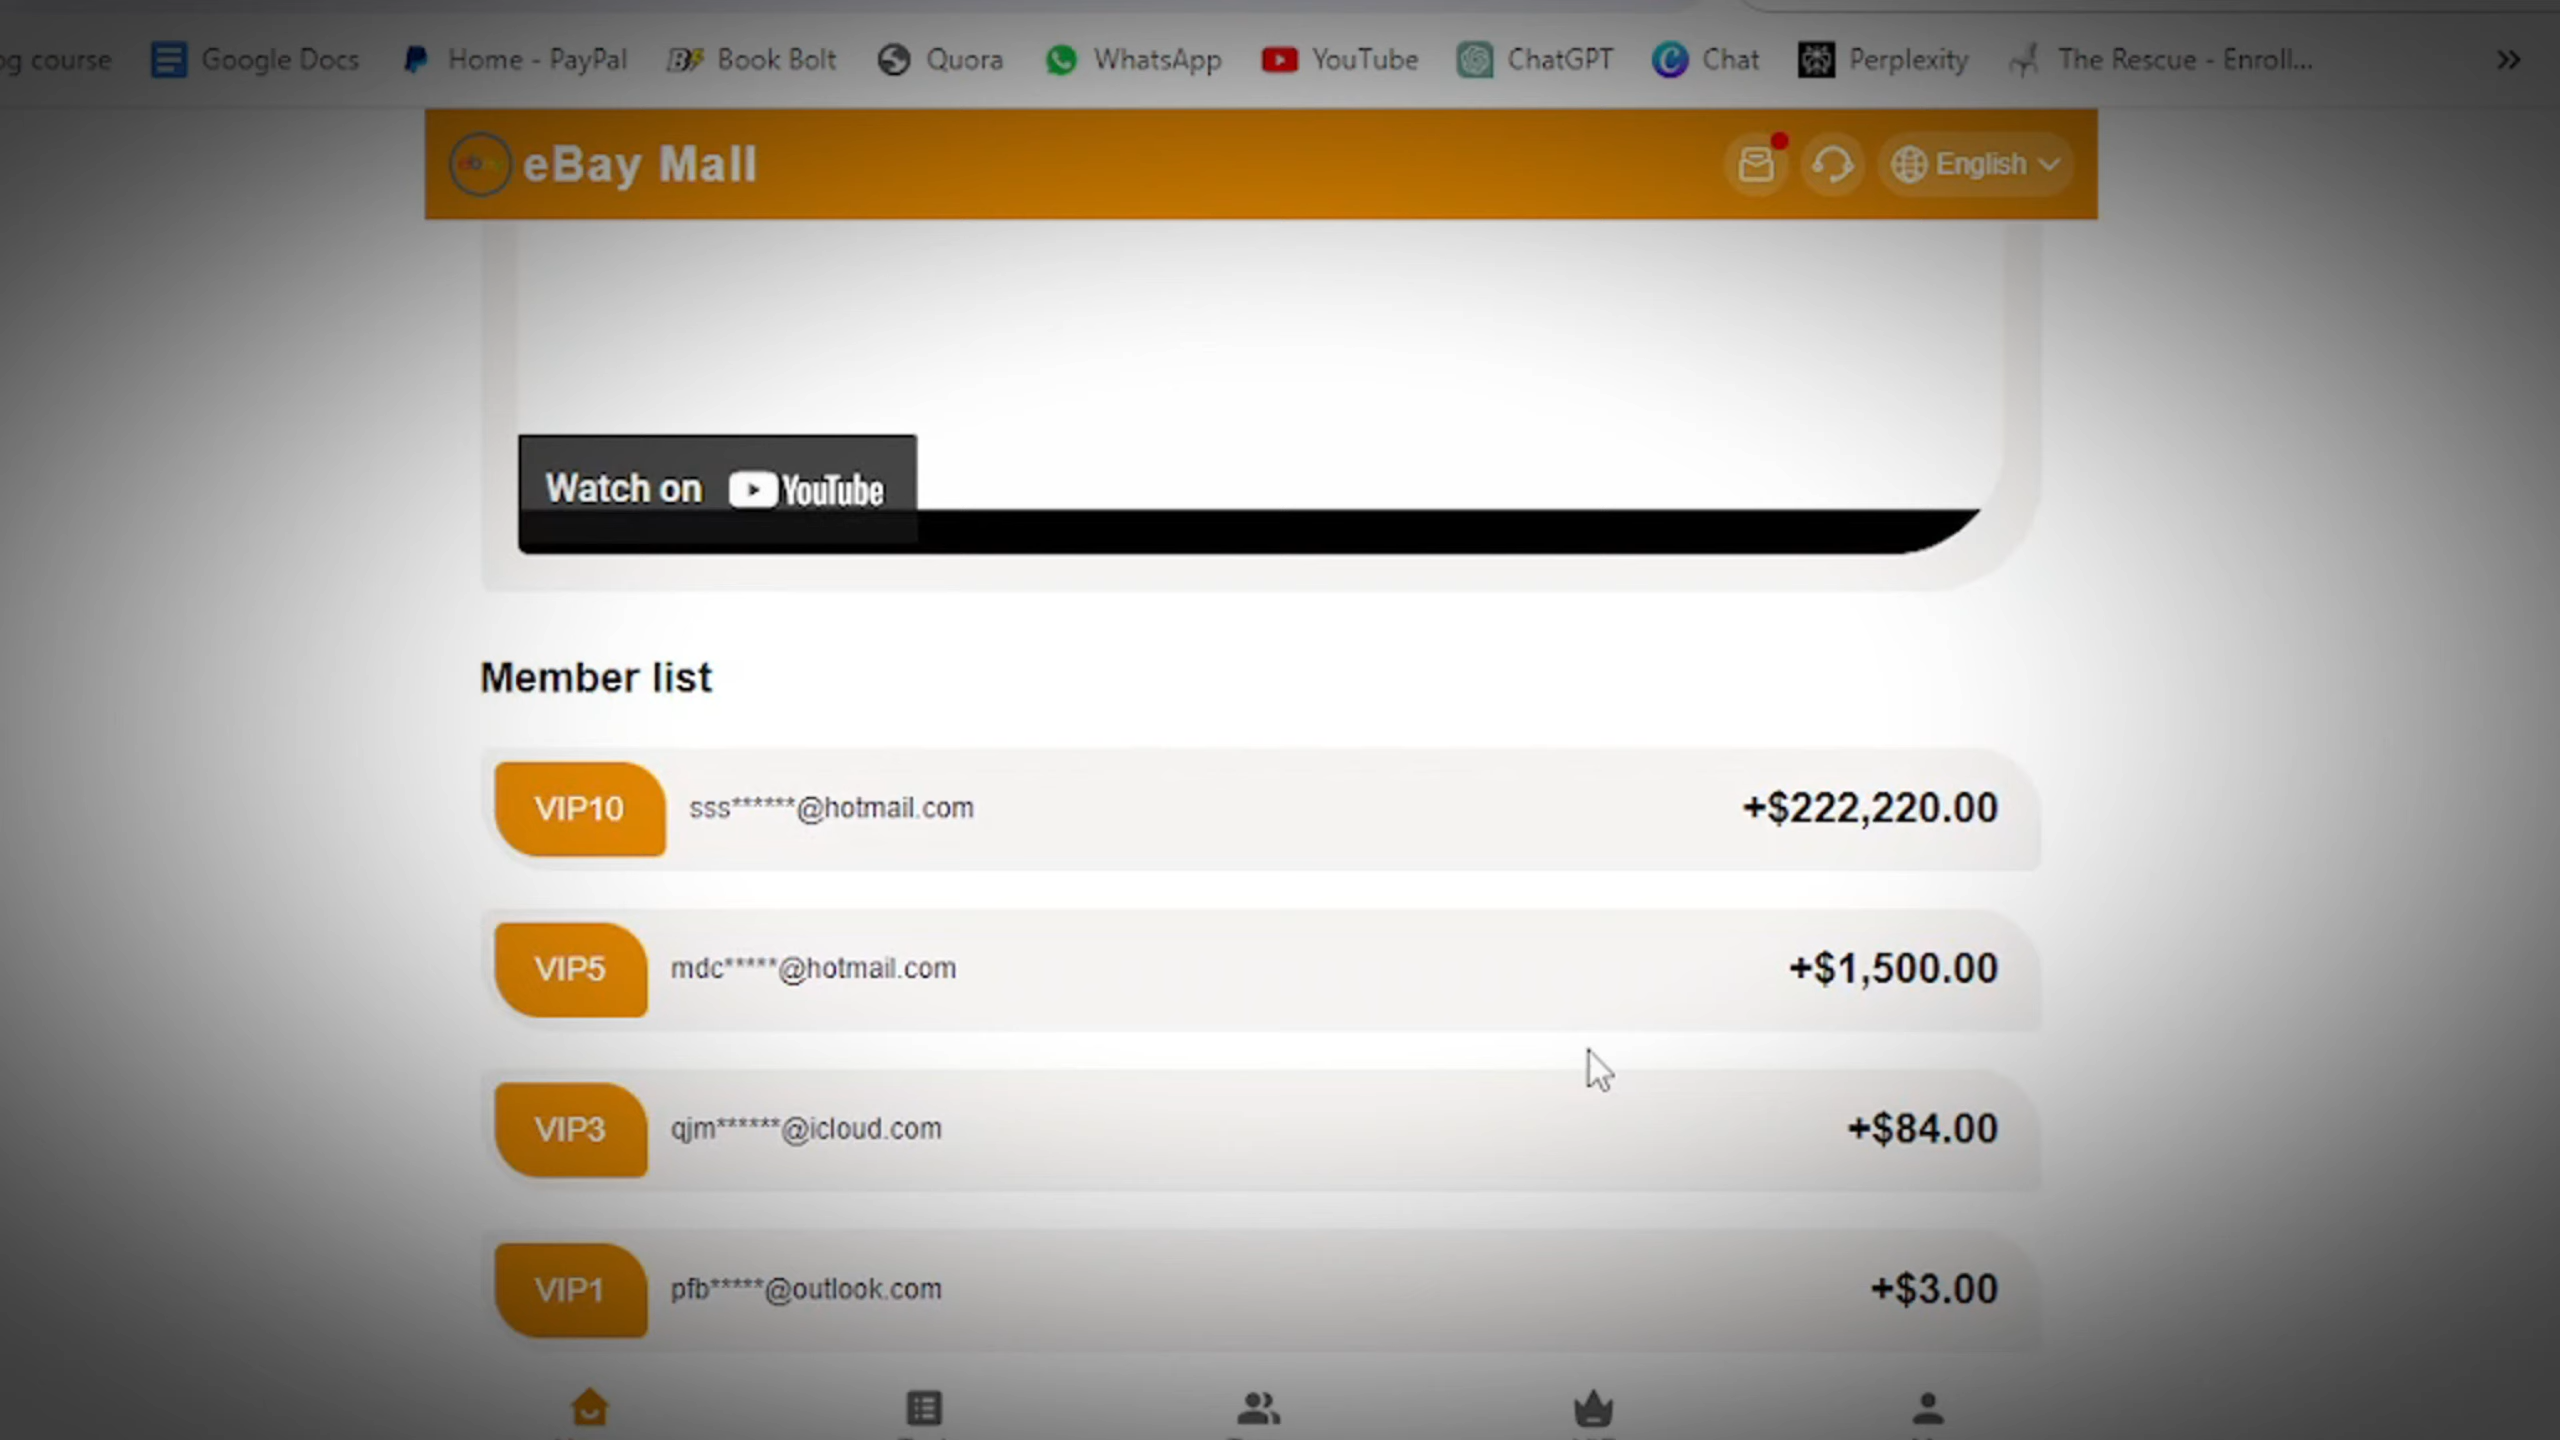 og course Google Docs Home - PayPal Book Bolt Quora WhatsApp YouTube ChatGPT Chat Perplexity The Rescue - Enroll... »
ebay eBay Mall English
Watch on YouTube
Member list
VIP10 sss******@hotmail.com +$222,220.00
VIP5 mdc*****@hotmail.com +$1,500.00
VIP3 qjm******@icloud.com +$84.00
VIP1 pfb*****@outlook.com +$3.00